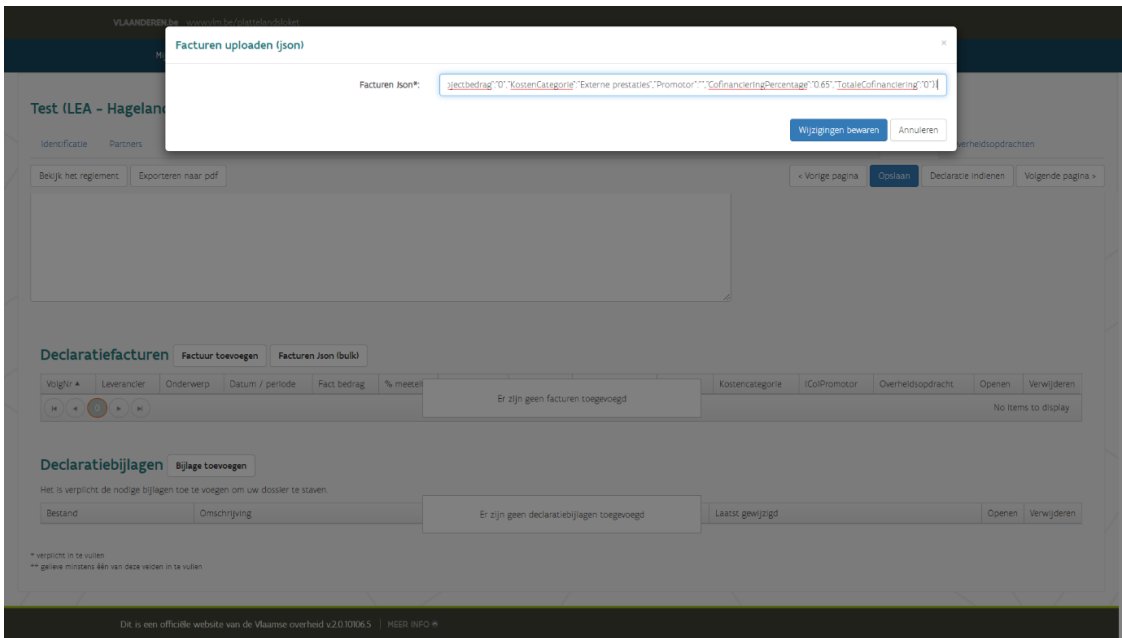 VLAANDEREN.be www.vlm.be/plattelandsloket
Facturen uploaden (json)
×
Facturen Json*:
ojectbedrag":"0","KostenCategorie":"Externe prestaties","Promotor":"","CofinancieringPercentage":"0.65","TotaleCofinanciering":"0"}]
Wijzigingen bewaren Annuleren
Test (LEA - Hageland
Identificatie Partners verheidsopdrachten
Bekijk het reglement Exporteren naar pdf < Vorige pagina Opslaan Declaratie indienen Volgende pagina >
Declaratiefacturen Factuur toevoegen Facturen Json (bulk)
VolgNr ▲ Leverancier Onderwerp Datum / periode Fact bedrag % meetell Kostencategorie (Co)Promotor Overheidsopdracht Openen Verwijderen
Er zijn geen facturen toegevoegd
0 No items to display
Declaratiebijlagen Bijlage toevoegen
Het is verplicht de nodige bijlagen toe te voegen om uw dossier te staven.
Bestand Omschrijving Er zijn geen declaratiebijlagen toegevoegd Laatst gewijzigd Openen Verwijderen
* verplicht in te vullen
** gelieve minstens één van deze velden in te vullen
Dit is een officiële website van de Vlaamse overheid v.2.0.10106.5 | MEER INFO